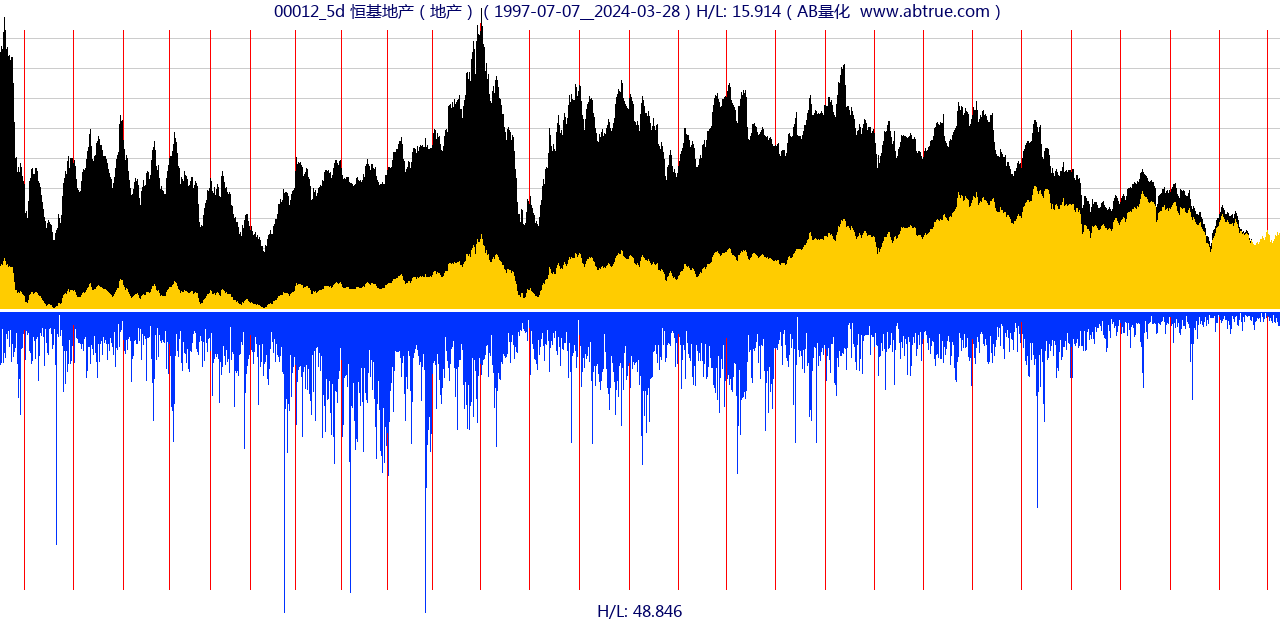 00012_5d 恒基地产 ( 地产 ) ( 1997-07-07__2024-03-28 ) H/L: 15.914 ( AB量化  www.abtrue.com )
H/L: 48.846